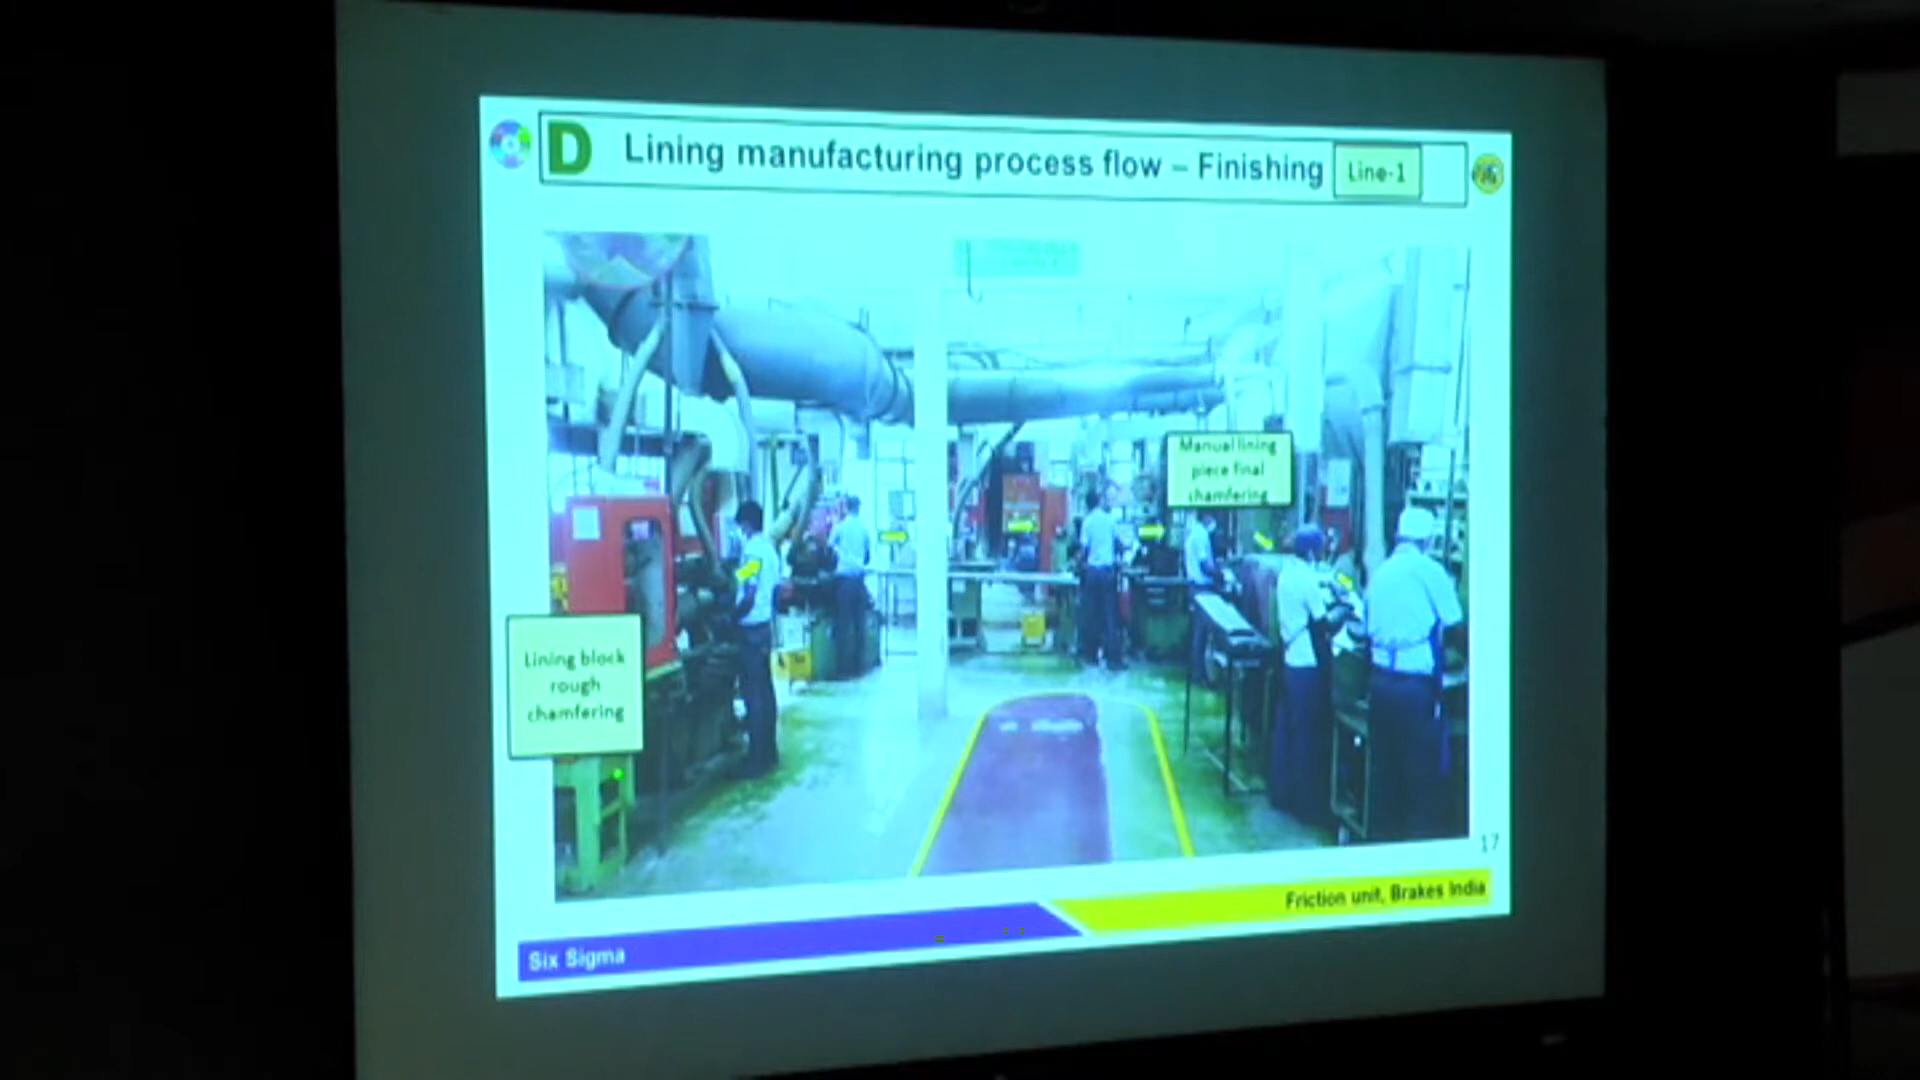 D Lining manufacturing process flow – Finishing Line-1
Manual lining
piece final
chamfering
Lining block
rough
chamfering
17
Friction unit, Brakes India
Six Sigma